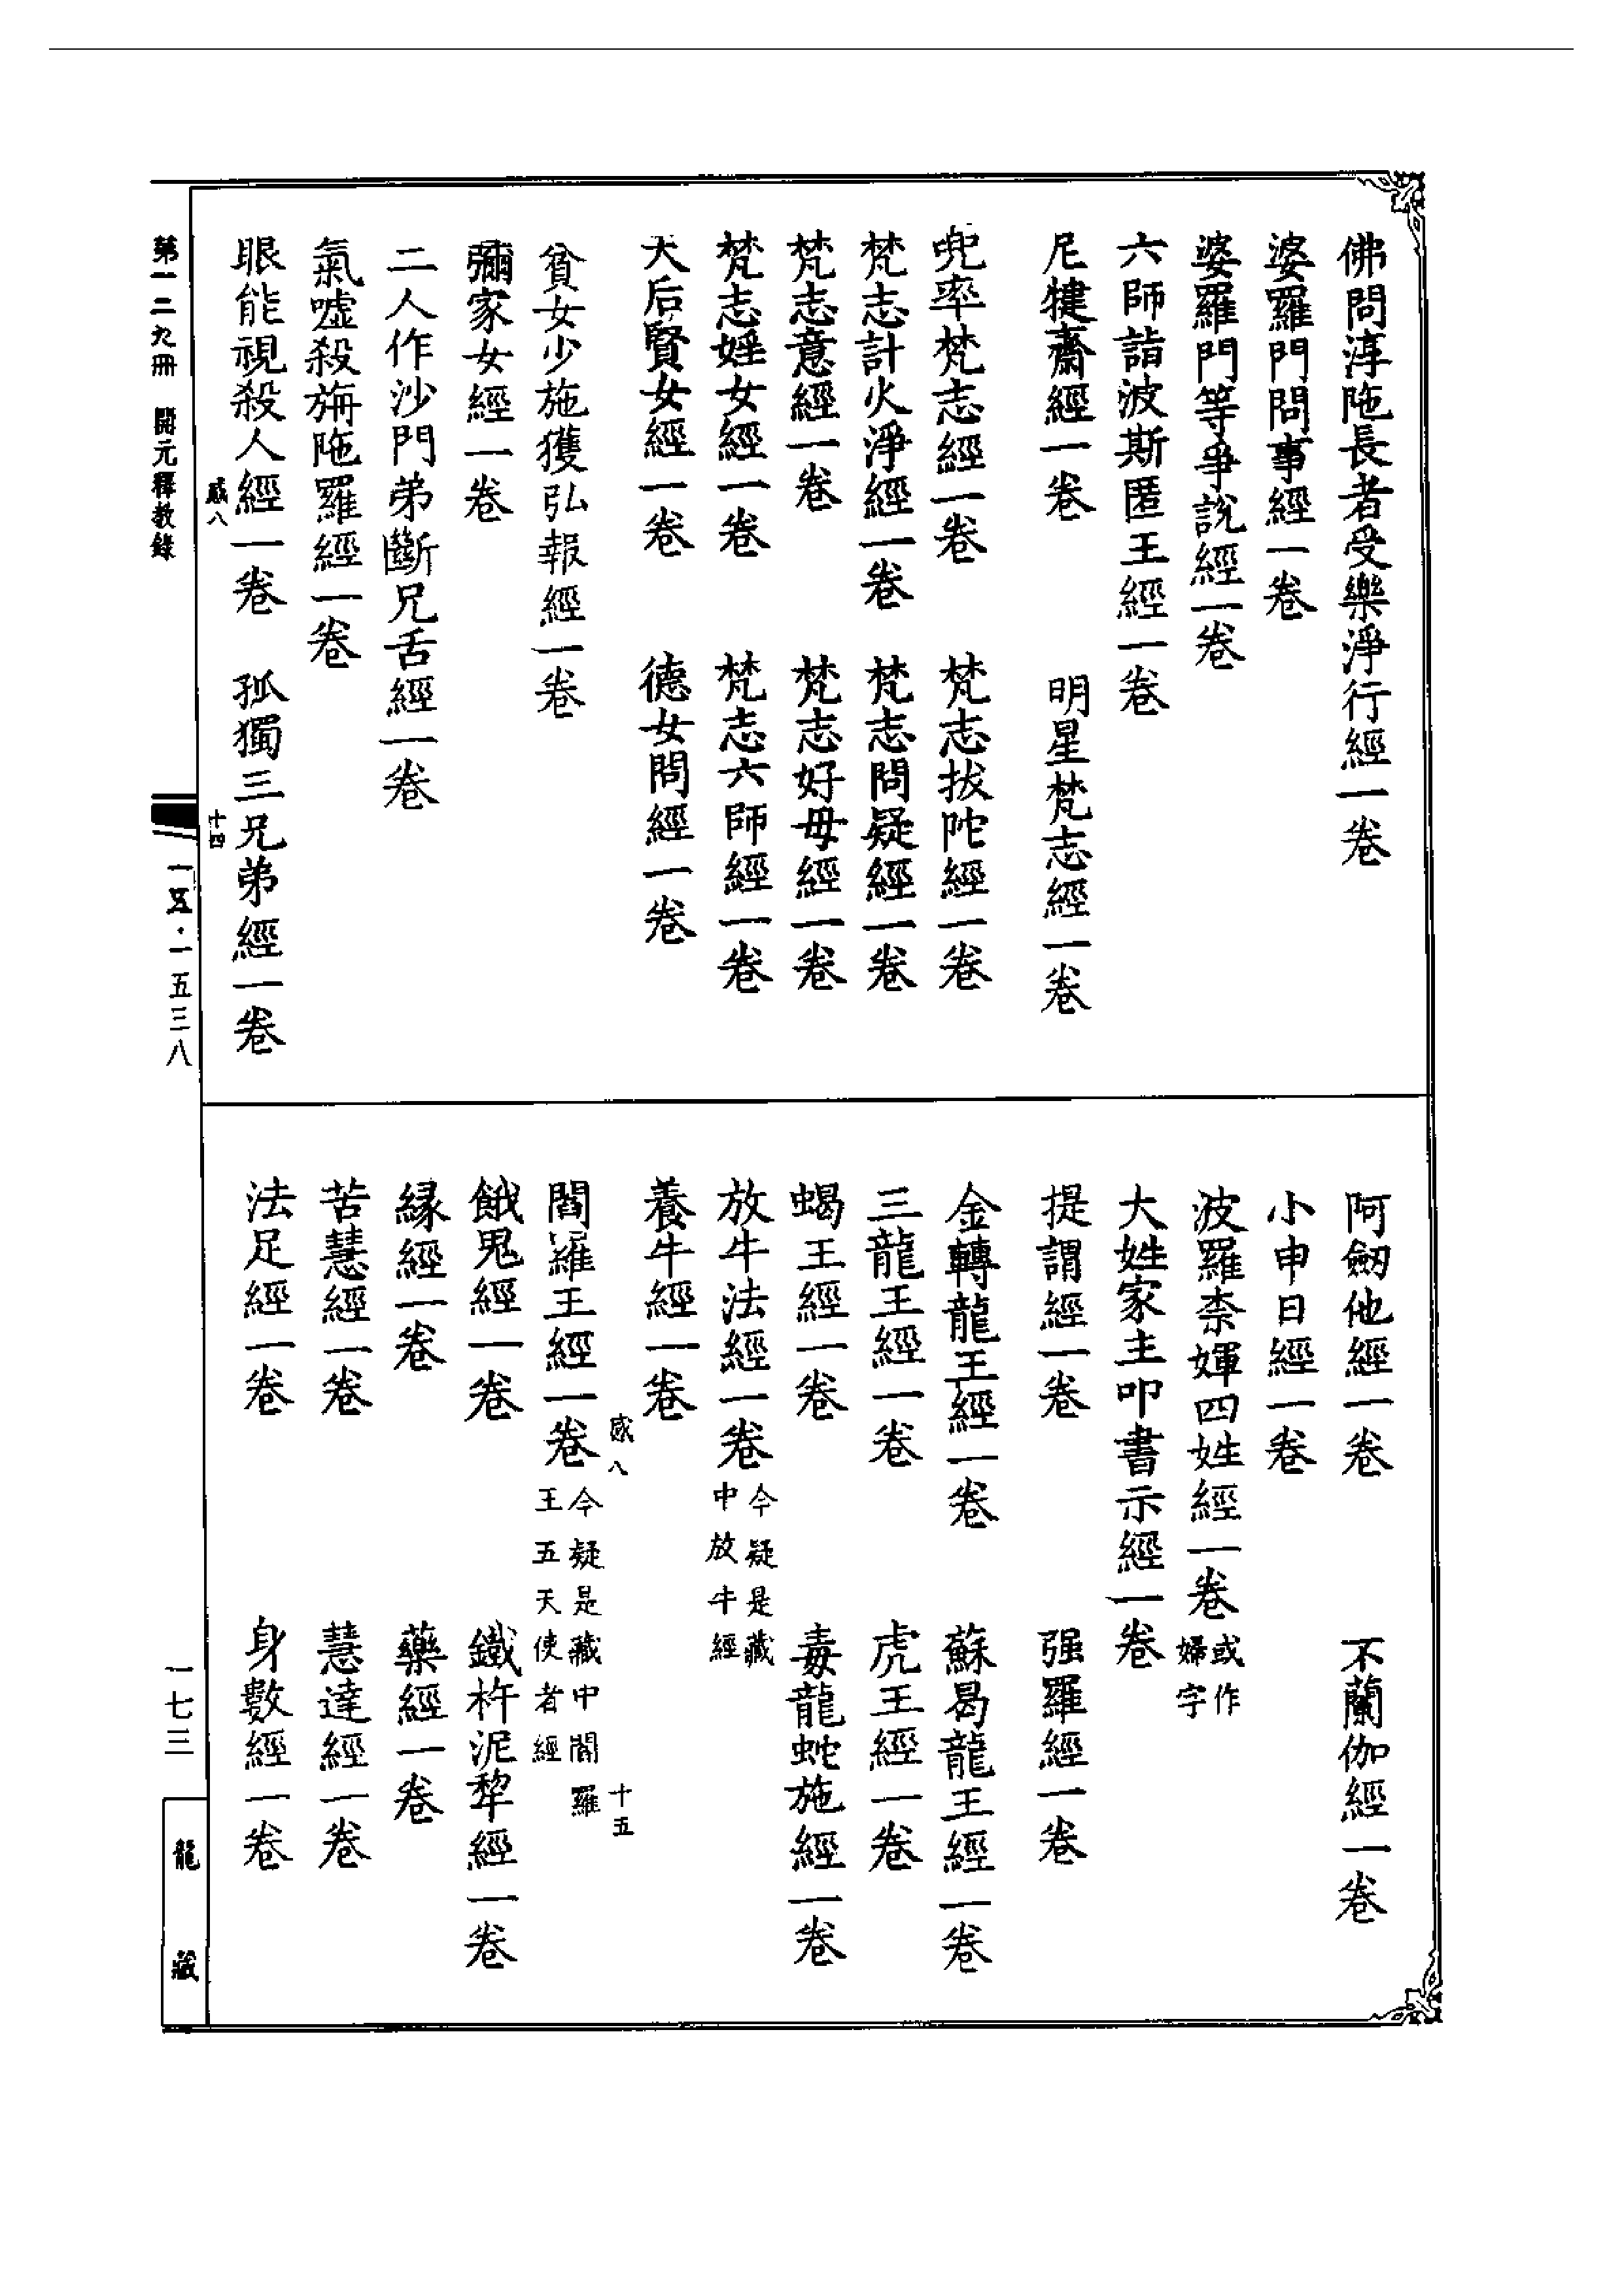 佛問淳陁長者受樂淨行經一卷
婆羅門問事經一卷
婆羅門等爭說經一卷
六師詣波斯匿王經一卷
尼揵齋經一卷　明星梵志經一卷
兜率梵志經一卷　梵志拔陀經一卷
梵志計火淨經一卷　梵志問疑經一卷
梵志意經一卷　梵志好母經一卷
梵志婬女經一卷　梵志六師經一卷
天后賢女經一卷　德女問經一卷
貧女少施獲弘報經一卷
彌家女經一卷
二人作沙門弟斷兄舌經一卷
氣噓殺旃陁羅經一卷
眼能視殺人經一卷　孤獨三兄弟經一卷
感八　十四
阿䛐他經一卷　不蘭伽經一卷
小申日經一卷
波羅柰媈四姓經一卷或作婦字
大姓家主叩書示經一卷
提謂經一卷　强羅經一卷
金轉龍王經一卷　蘇曷龍王經一卷
三龍王經一卷　虎王經一卷
蝎王經一卷　毒龍蛇施經一卷
放牛法經一卷今疑是藏中放牛經
養牛經一卷
感八　十五
閻羅王經一卷今疑是藏中閻羅王五天使者經
餓鬼經一卷　鐵杵泥犂經一卷
緣經一卷　藥經一卷
苦慧經一卷　慧達經一卷
法足經一卷　身數經一卷
第一二九冊　開元釋教錄
一五·一五三八
一七三
龍藏